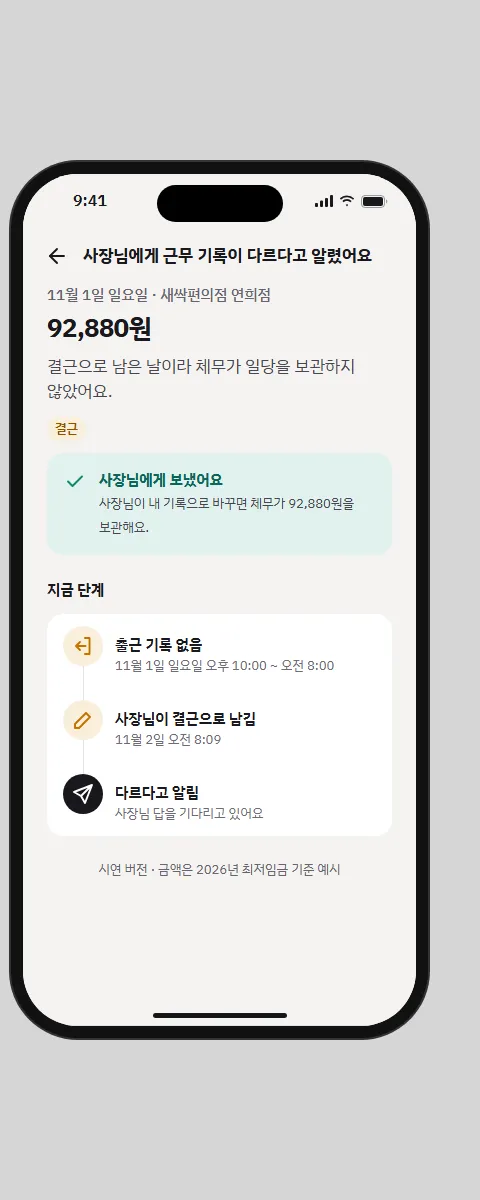 9:41
사장님에게 근무 기록이 다르다고 알렸어요
11월 1일 일요일 · 새싹편의점 연희점
92,880원
결근으로 남은 날이라 체무가 일당을 보관하지
않았어요.
결근
사장님에게 보냈어요
사장님이 내 기록으로 바꾸면 체무가 92,880원을
보관해요.
지금 단계
출근 기록 없음
11월 1일 일요일 오후 10:00 ~ 오전 8:00
사장님이 결근으로 남김
11월 2일 오전 8:09
다르다고 알림
사장님 답을 기다리고 있어요
시연 버전 · 금액은 2026년 최저임금 기준 예시